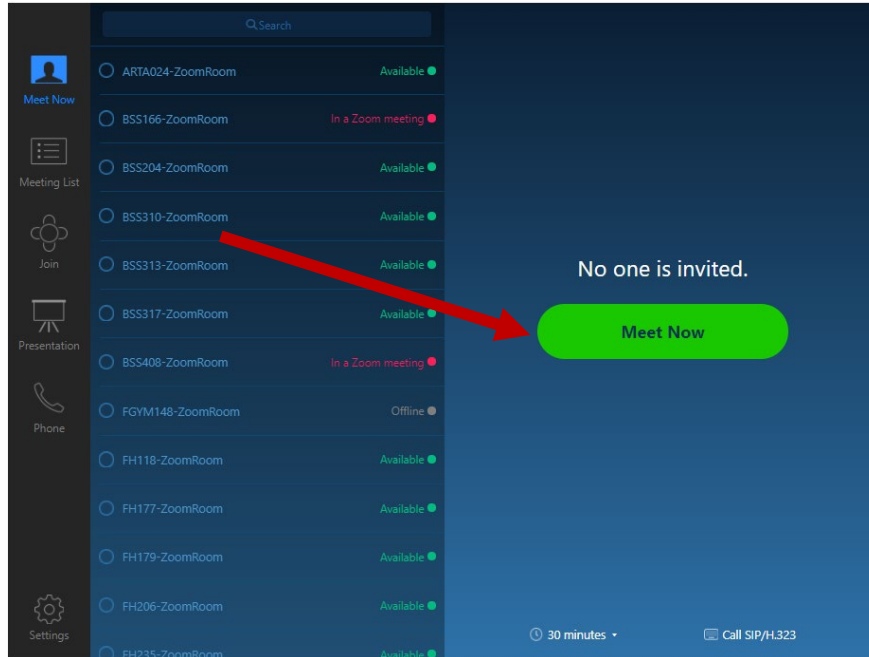 Search
Meet Now
Meeting List
Join
Presentation
Phone
Settings
ARTA024-ZoomRoom Available
BSS166-ZoomRoom In a Zoom meeting
BSS204-ZoomRoom Available
BSS310-ZoomRoom Available
BSS313-ZoomRoom Available
BSS317-ZoomRoom Available
BSS408-ZoomRoom In a Zoom meeting
FGYM148-ZoomRoom Offline
FH118-ZoomRoom Available
FH177-ZoomRoom Available
FH179-ZoomRoom Available
FH206-ZoomRoom Available
FH235-ZoomRoom Available
No one is invited.
Meet Now
30 minutes
Call SIP/H.323